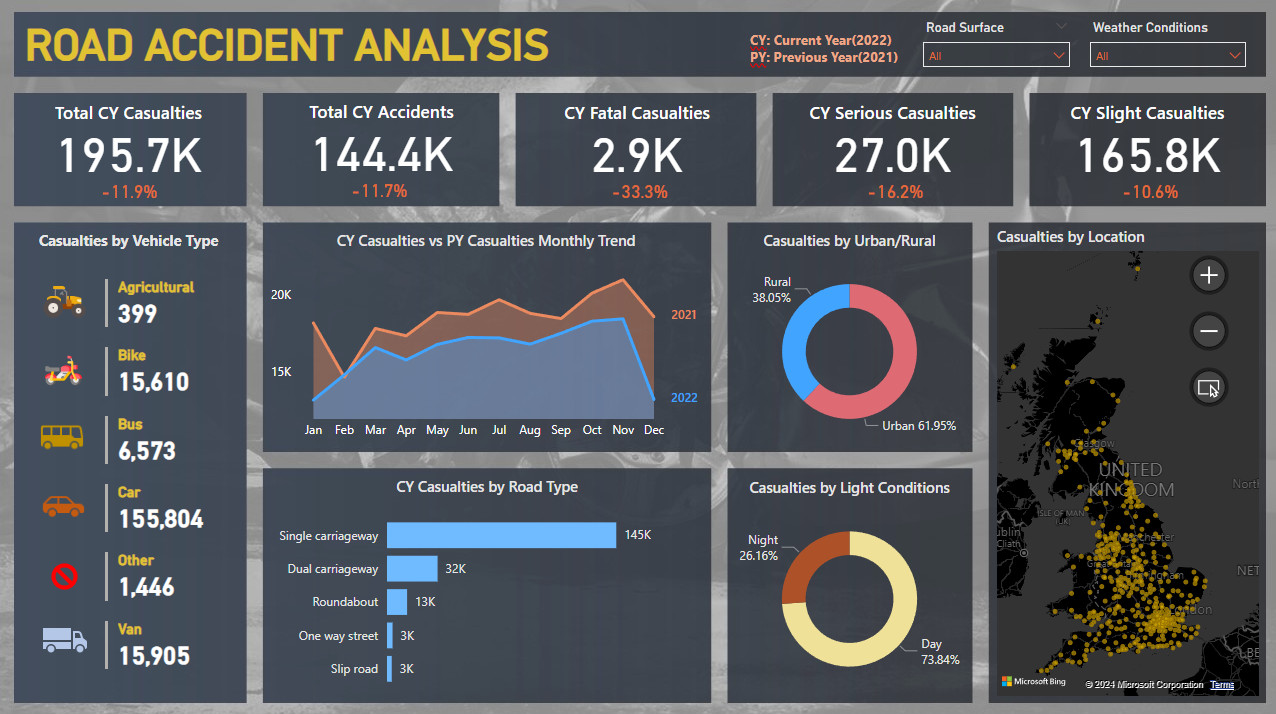 ROAD ACCIDENT ANALYSIS
CY: Current Year(2022)
PY: Previous Year(2021)
Road Surface
All
Weather Conditions
All
Total CY Casualties
195.7K
-11.9%
Total CY Accidents
144.4K
-11.7%
CY Fatal Casualties
2.9K
-33.3%
CY Serious Casualties
27.0K
-16.2%
CY Slight Casualties
165.8K
-10.6%
Casualties by Vehicle Type
Agricultural
399
Bike
15,610
Bus
6,573
Car
155,804
Other
1,446
Van
15,905
CY Casualties vs PY Casualties Monthly Trend
20K
15K
2021
2022
Jan Feb Mar Apr May Jun Jul Aug Sep Oct Nov Dec
CY Casualties by Road Type
Single carriageway 145K
Dual carriageway 32K
Roundabout 13K
One way street 3K
Slip road 3K
Casualties by Urban/Rural
Rural
38.05%
Urban 61.95%
Casualties by Light Conditions
Night
26.16%
Day
73.84%
Casualties by Location
Glasgow
UNITED
KINGDOM
North
ISLE OF MAN
(UK)
NET
Microsoft Bing
© 2024 Microsoft Corporation Terms